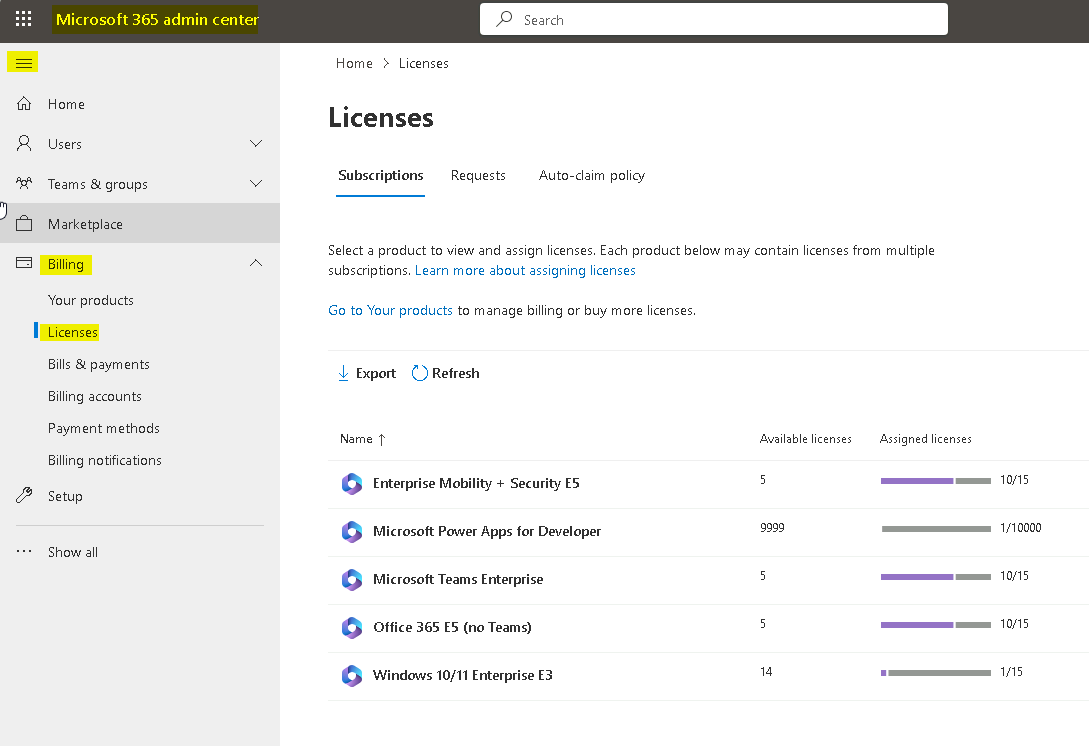 Microsoft 365 admin center
Search
Home
Users
Teams & groups
Marketplace
Billing
Your products
Licenses
Bills & payments
Billing accounts
Payment methods
Billing notifications
Setup
Show all
Home > Licenses
Licenses
Subscriptions Requests Auto-claim policy
Select a product to view and assign licenses. Each product below may contain licenses from multiple
subscriptions. Learn more about assigning licenses
Go to Your products to manage billing or buy more licenses.
Export Refresh
Name ↑ Available licenses Assigned licenses
Enterprise Mobility + Security E5 5 10/15
Microsoft Power Apps for Developer 9999 1/10000
Microsoft Teams Enterprise 5 10/15
Office 365 E5 (no Teams) 5 10/15
Windows 10/11 Enterprise E3 14 1/15